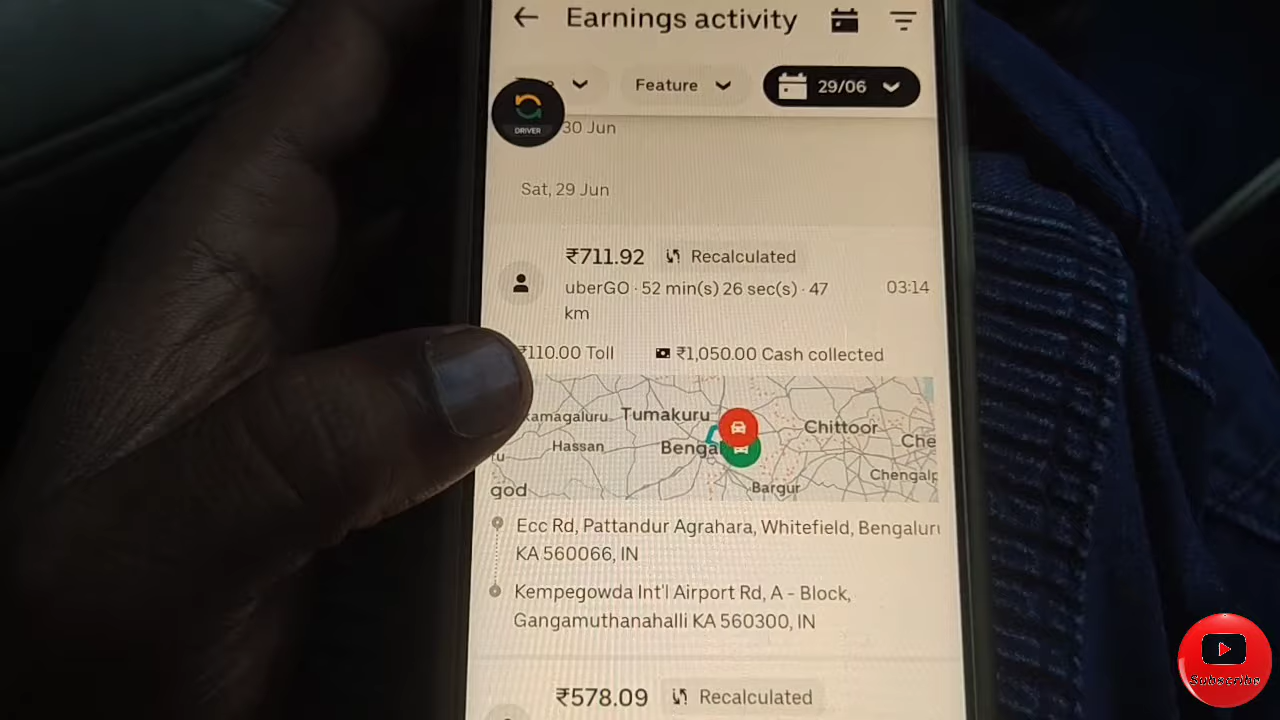 Earnings activity
Feature
29/06
DRIVER
30 Jun
Sat, 29 Jun
₹711.92 Recalculated
uberGO · 52 min(s) 26 sec(s) · 47
km
03:14
₹110.00 Toll
₹1,050.00 Cash collected
Tumakuru
Chittoor
Hassan
Bengal
Chengalp
Bargur
god
Ecc Rd, Pattandur Agrahara, Whitefield, Bengaluru
KA 560066, IN
Kempegowda Int'l Airport Rd, A - Block,
Gangamuthanahalli KA 560300, IN
₹578.09 Recalculated
Subscribe